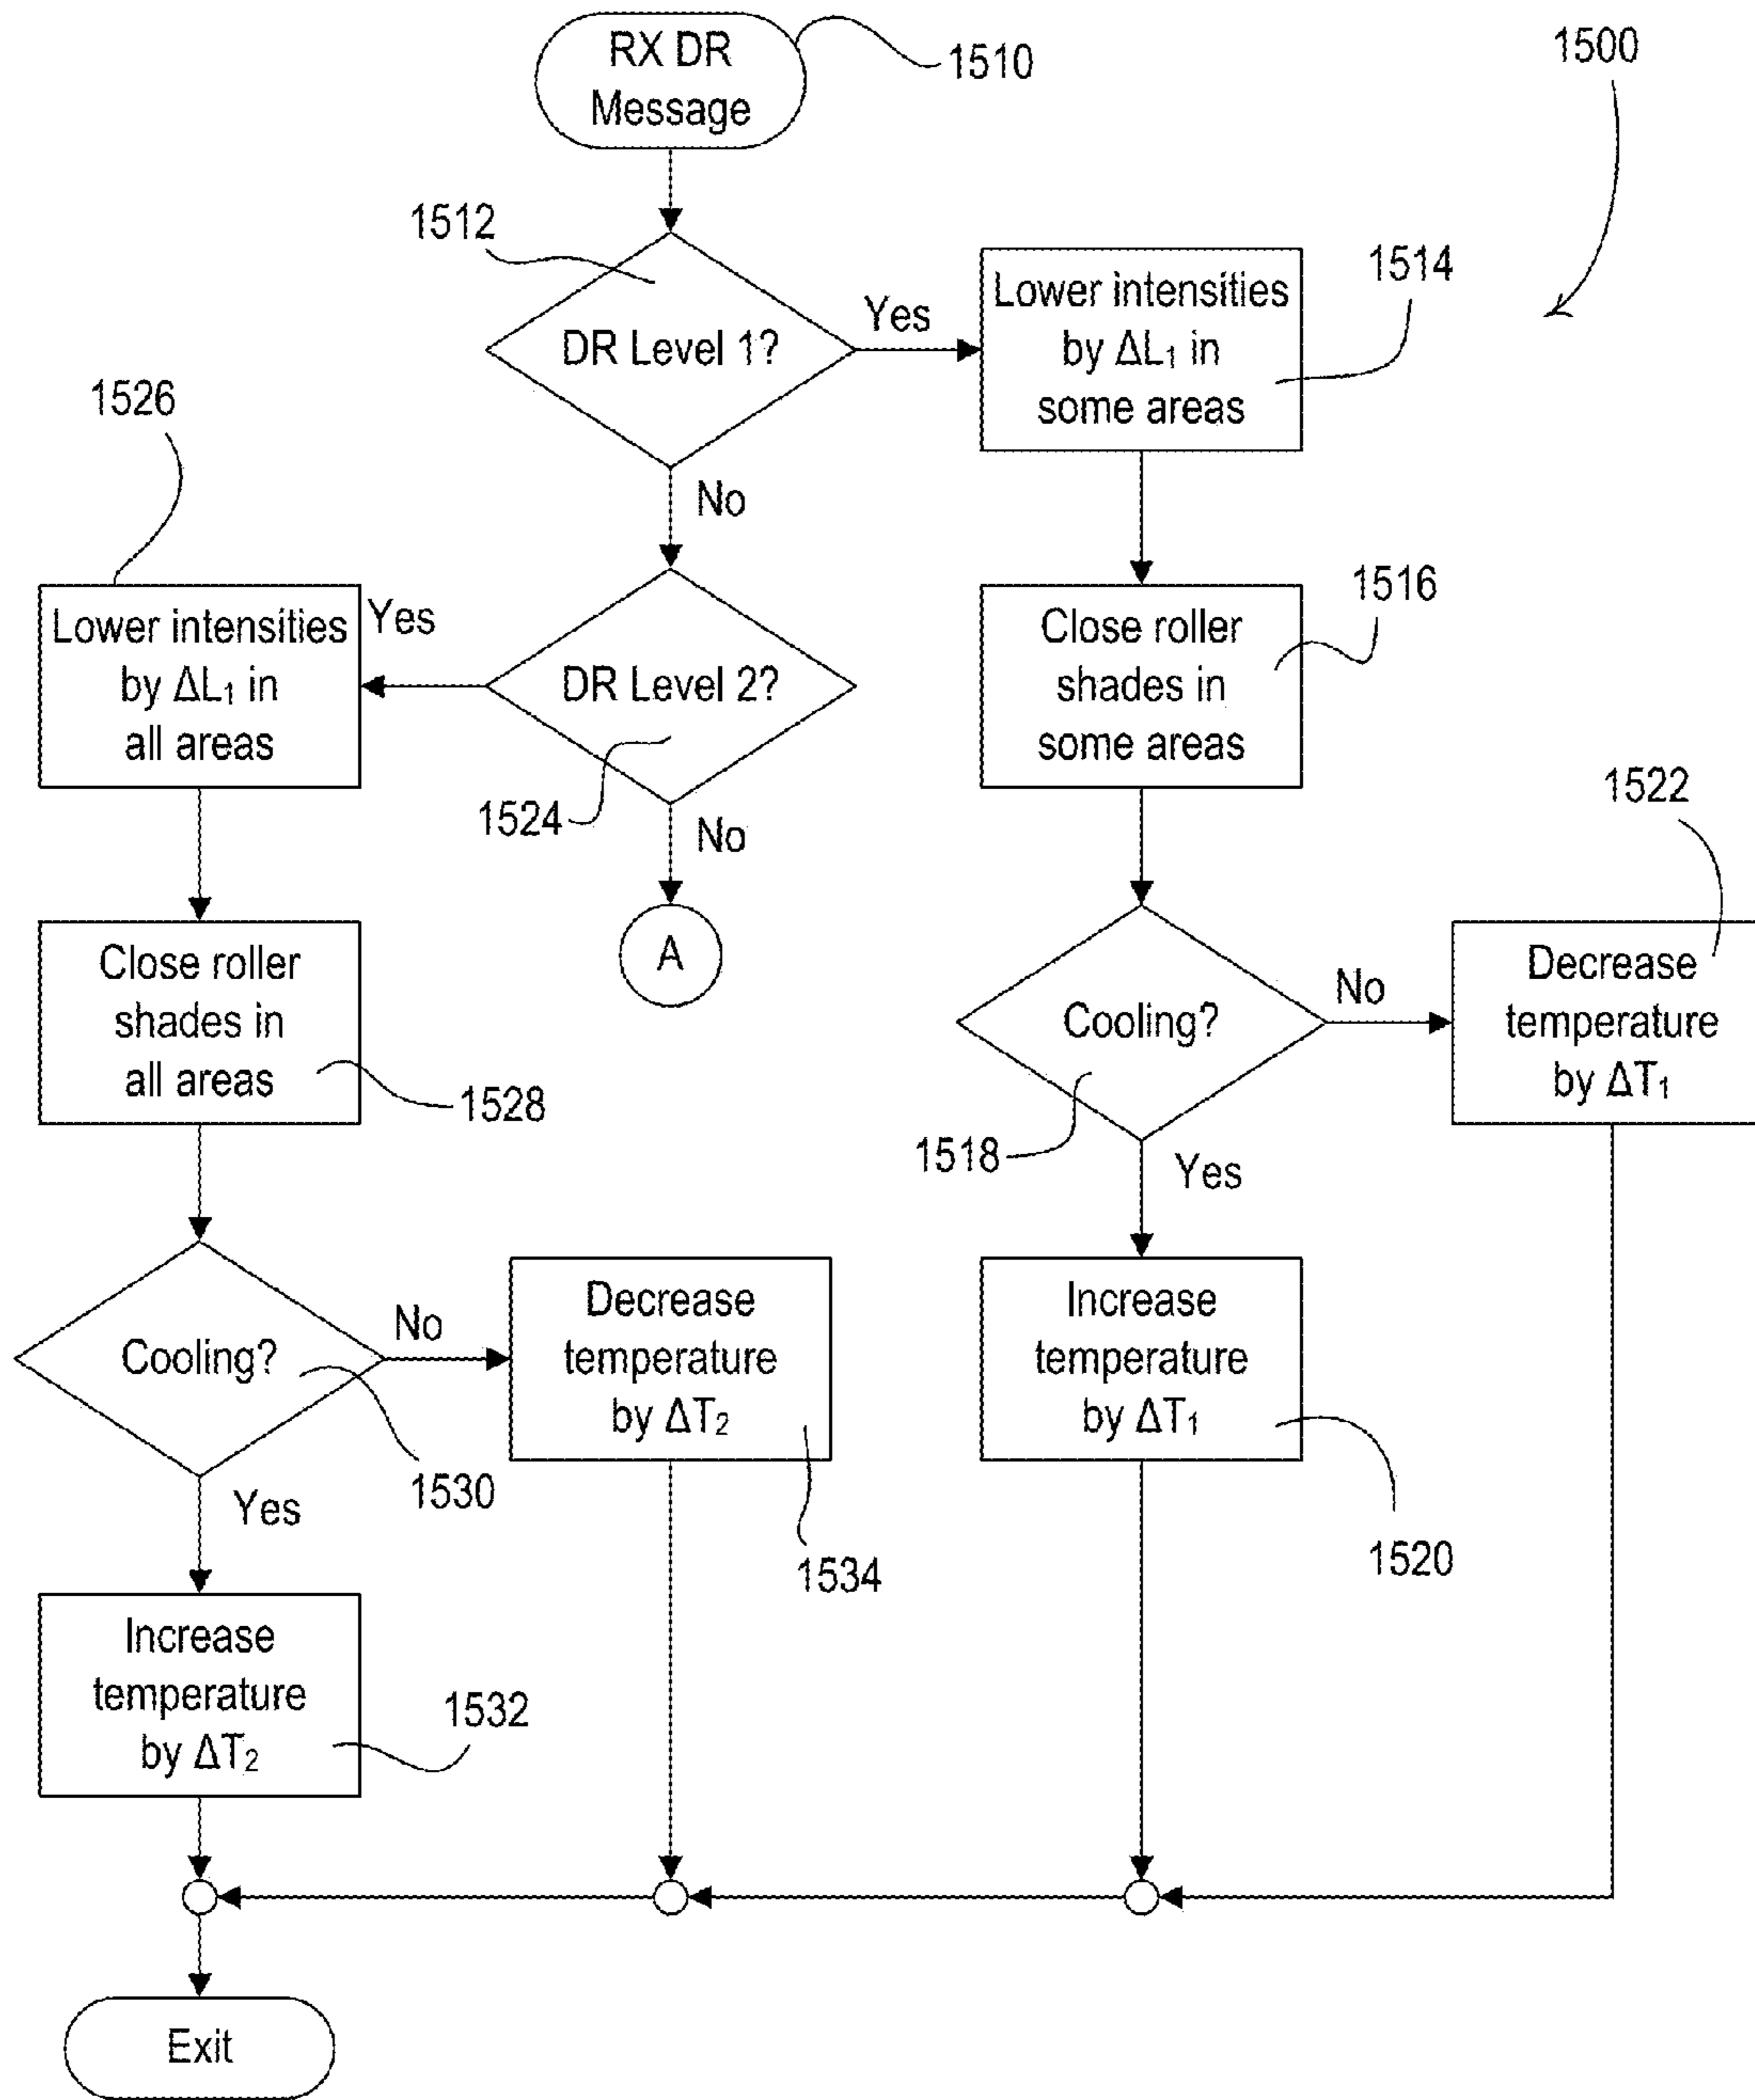 RX DR
Message
1510
1500
1512
DR Level 1?
Yes
Lower intensities
by ΔL₁ in
some areas
1514
No
1526
Lower intensities
by ΔL₁ in
all areas
Yes
DR Level 2?
1524
No
A
Close roller
shades in
some areas
1516
1522
Close roller
shades in
all areas
1528
Cooling?
1518
No
Decrease
temperature
by ΔT₁
Yes
Cooling?
1530
No
Decrease
temperature
by ΔT₂
1534
Increase
temperature
by ΔT₁
1520
Yes
Increase
temperature
by ΔT₂
1532
Exit